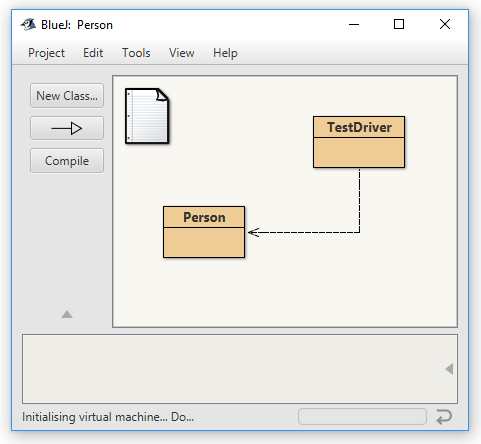 BlueJ: Person
Project Edit Tools View Help
New Class...
Compile
TestDriver
Person
Initialising virtual machine... Do...